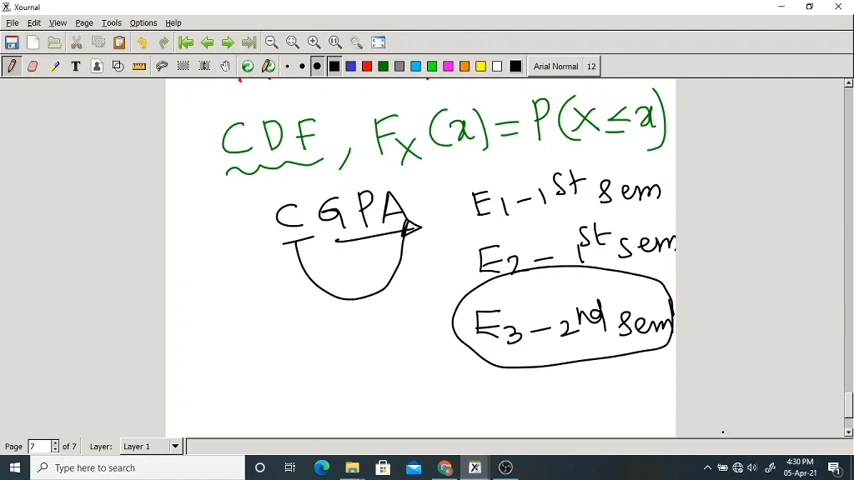 Xournal
File Edit View Page Tools Options Help
T Arial Normal 12
CDF, F_X(x) = P(X ≤ x)
CGPA
E1 - 1st sem
E2 - 1st sem
E3 - 2nd sem
Page 7 of 7 Layer: Layer 1
Type here to search
4:30 PM
05-Apr-21